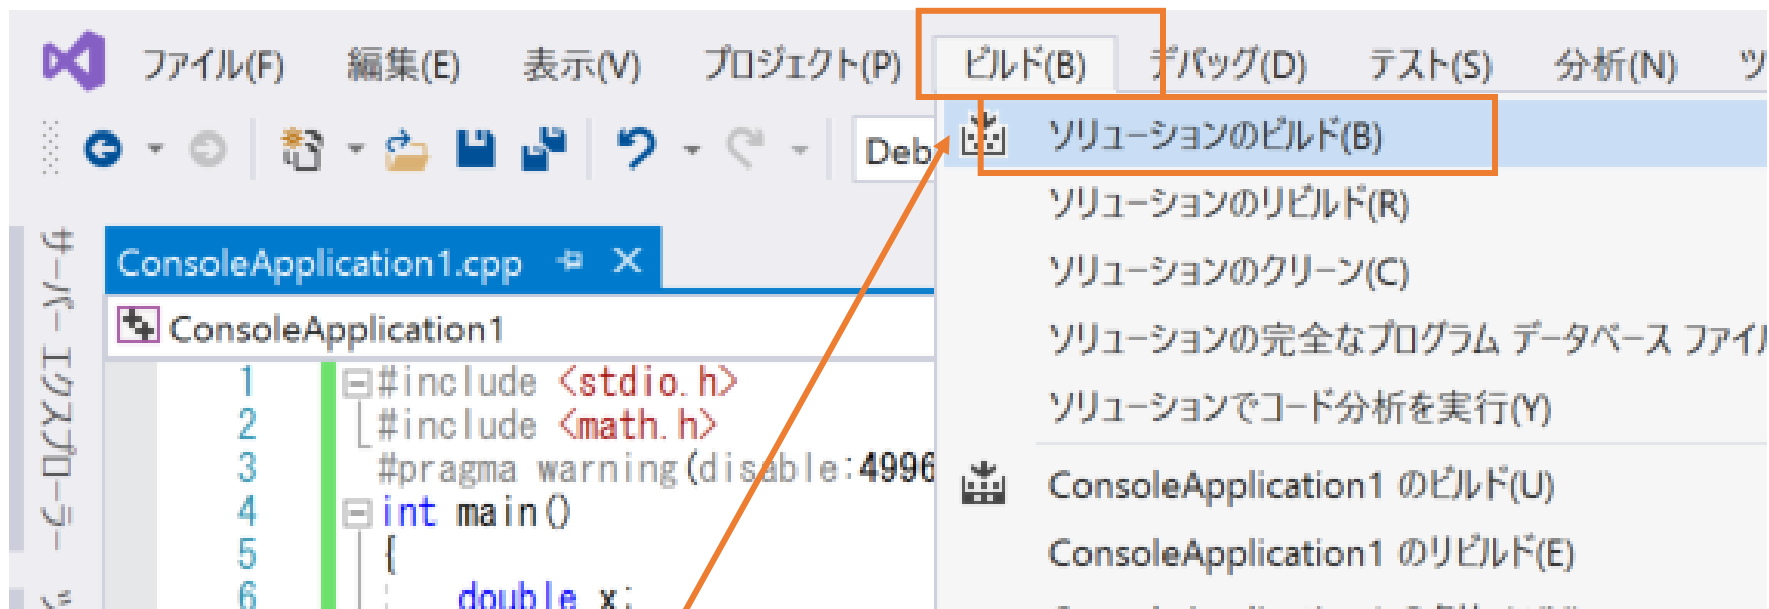 ファイル(F) 編集(E) 表示(V) プロジェクト(P) ビルド(B) デバッグ(D) テスト(S) 分析(N) ツ
Deb
ソリューションのビルド(B)
ソリューションのリビルド(R)
ソリューションのクリーン(C)
ソリューションの完全なプログラム データベース ファイル
ソリューションでコード分析を実行(Y)
ConsoleApplication1 のビルド(U)
ConsoleApplication1 のリビルド(E)
サーバー エクスプローラー
ConsoleApplication1.cpp
ConsoleApplication1
1 #include <stdio.h>
2 #include <math.h>
3 #pragma warning(disable:4996
4 int main()
5 {
6 double x;